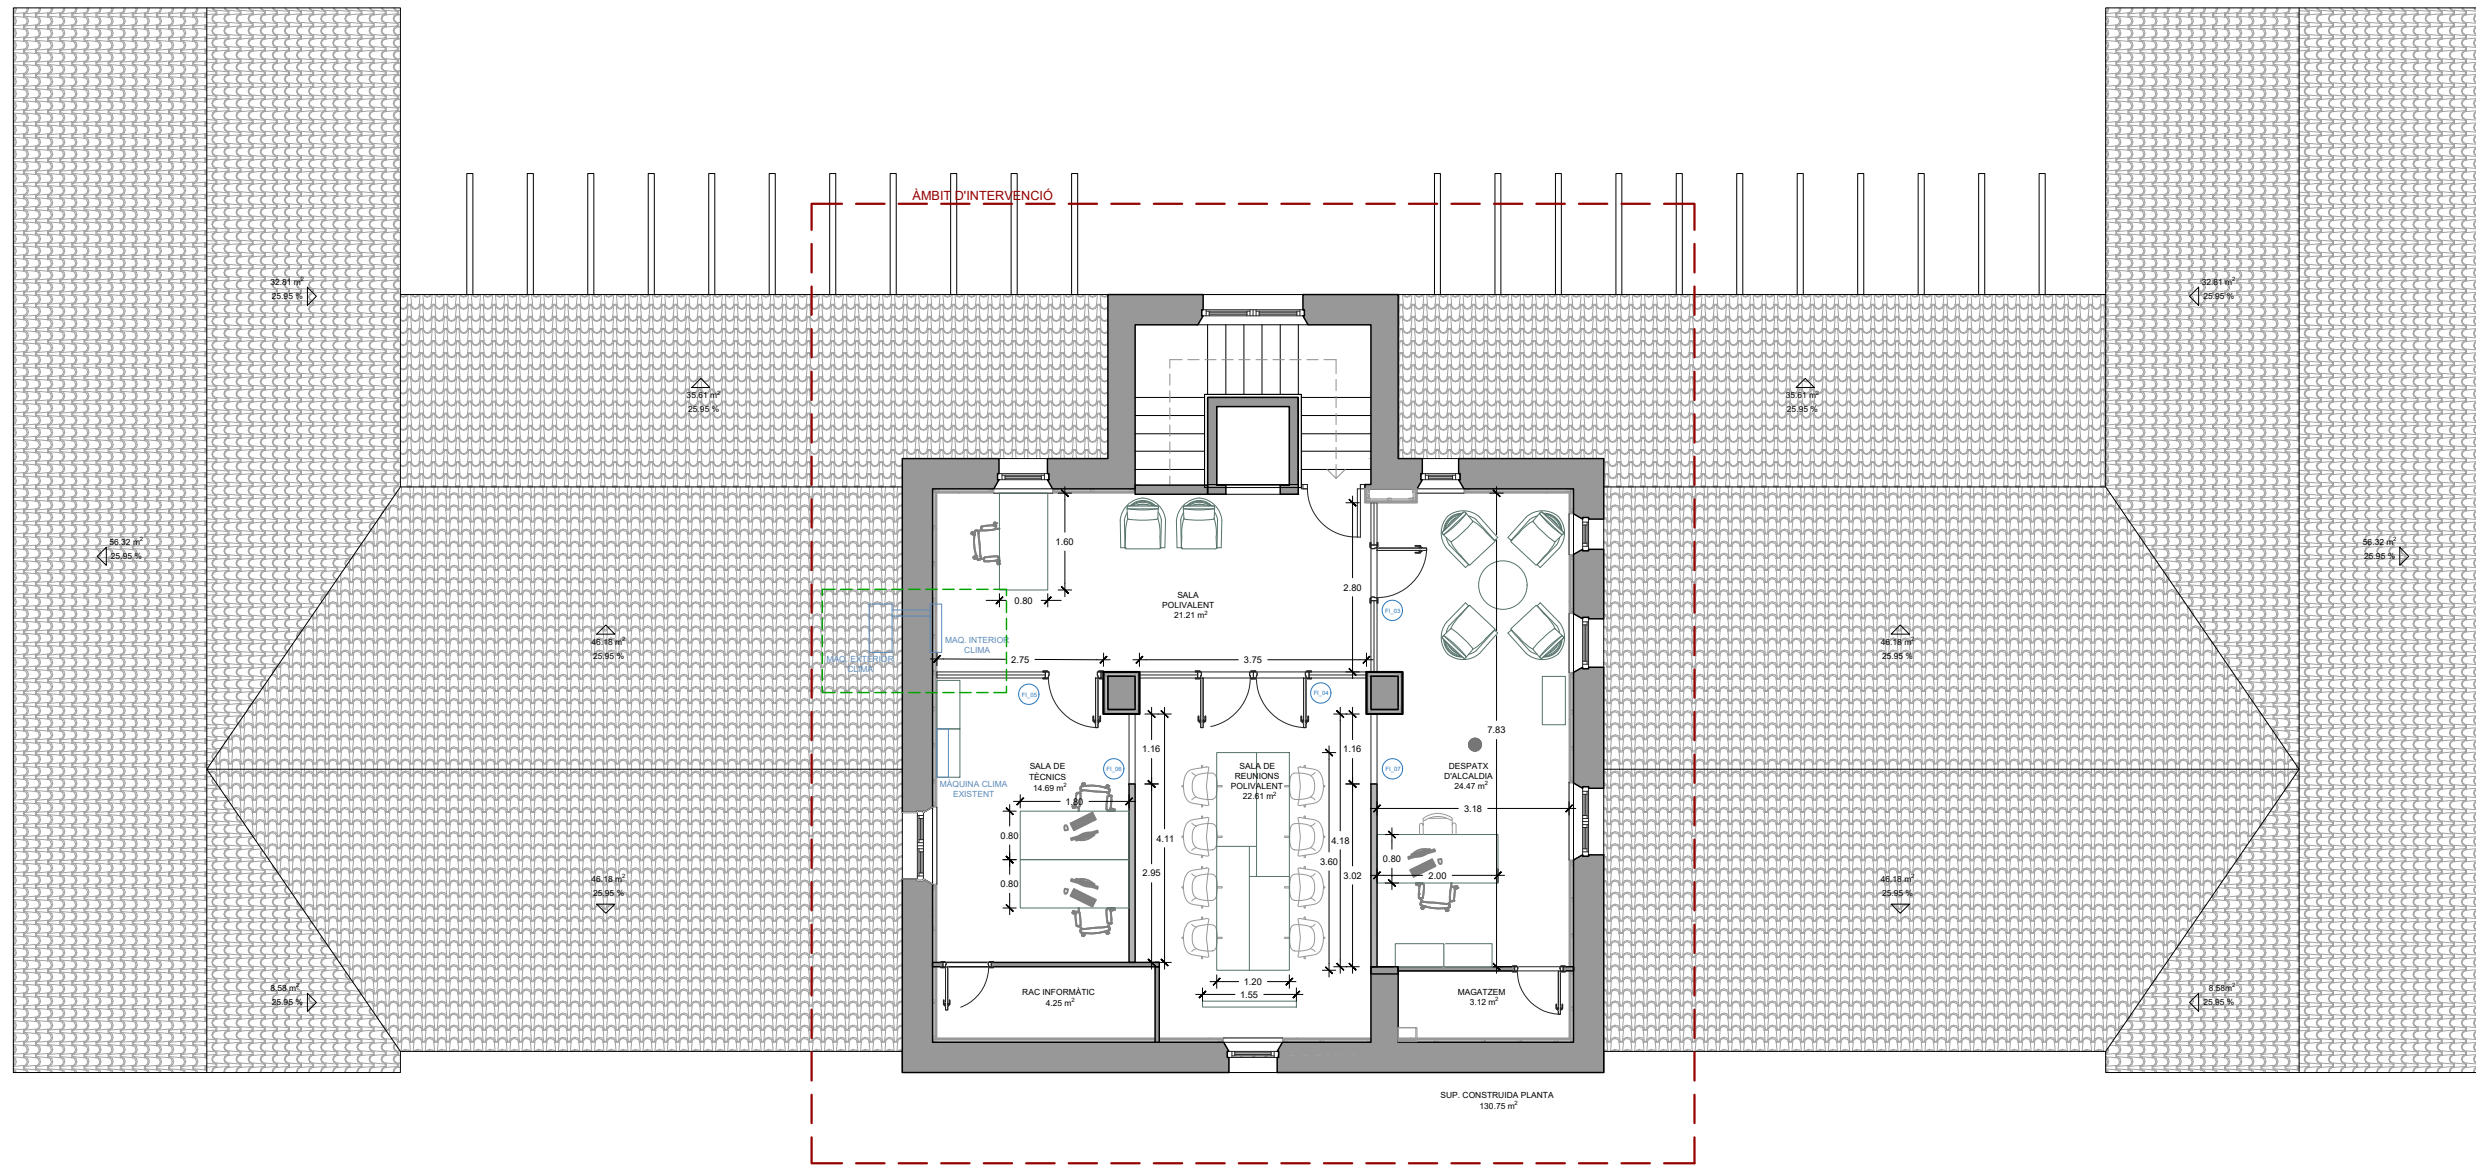 ÀMBIT D'INTERVENCIÓ
32.81 m²
25.95 %
32.81 m²
25.95 %
35.61 m²
25.95 %
35.61 m²
25.95 %
56.32 m²
25.95 %
56.32 m²
25.95 %
1.60
0.80
2.80
SALA
POLIVALENT
21.21 m²
FI_03
46.18 m²
25.95 %
46.18 m²
25.95 %
MAQ. INTERIOR
CLIMA
MAQ. EXTERIOR
CLIMA
2.75
3.75
FI_05
FI_04
7.83
1.16
1.16
SALA DE
TÈCNICS
14.69 m²
FI_06
SALA DE
REUNIONS
POLIVALENT
22.61 m²
FI_07
DESPATX
D'ALCALDIA
24.47 m²
MÀQUINA CLIMA
EXISTENT
1.80
3.18
0.80
4.11
4.18
3.60
0.80
2.95
3.02
2.00
0.80
46.18 m²
25.95 %
46.18 m²
25.95 %
1.20
1.55
RAC INFORMÀTIC
4.25 m²
MAGATZEM
3.12 m²
8.58 m²
25.95 %
8.58m²
25.95 %
SUP. CONSTRUIDA PLANTA
130.75 m²